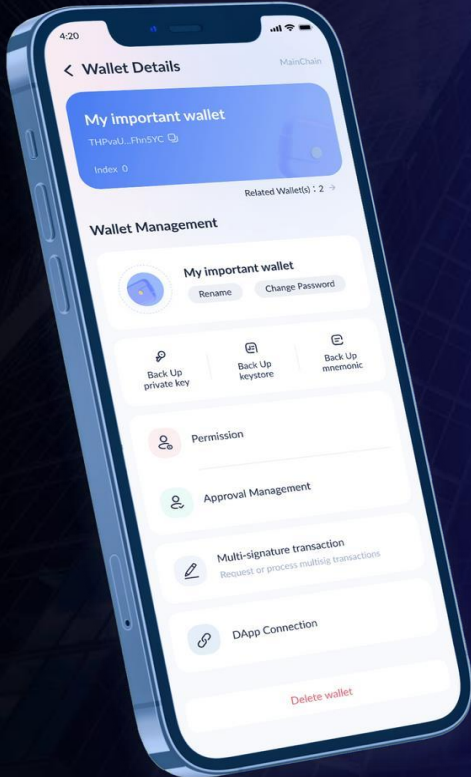 4:20
Wallet Details
MainChain
My important wallet
THPvaU...Fhn5YC
Index 0
Related Wallet(s) : 2 →
Wallet Management
My important wallet
Rename
Change Password
Back Up
private key
Back Up
keystore
Back Up
mnemonic
Permission
Approval Management
Multi-signature transaction
Request or process multisig transactions
DApp Connection
Delete wallet